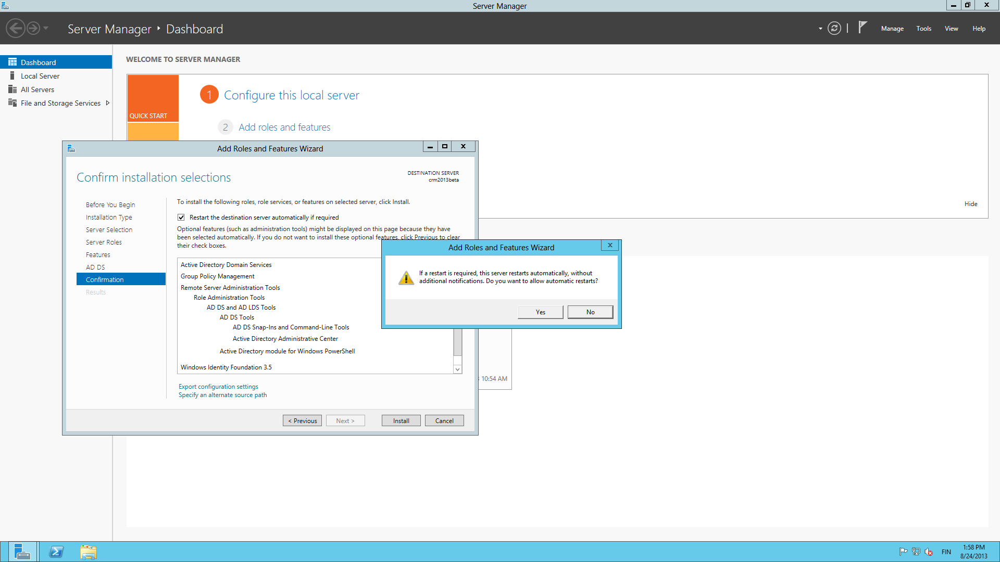 Server Manager
Server Manager
Dashboard
Manage
Tools
View
Help
Dashboard
Local Server
All Servers
File and Storage Services
WELCOME TO SERVER MANAGER
QUICK START
1
Configure this local server
2
Add roles and features
Hide
Add Roles and Features Wizard
Confirm installation selections
DESTINATION SERVER
crm2013beta
Before You Begin
Installation Type
Server Selection
Server Roles
Features
AD DS
Confirmation
Results
To install the following roles, role services, or features on selected server, click Install.
Restart the destination server automatically if required
Optional features (such as administration tools) might be displayed on this page because they have
been selected automatically. If you do not want to install these optional features, click Previous to clear
their check boxes.
Active Directory Domain Services
Group Policy Management
Remote Server Administration Tools
Role Administration Tools
AD DS and AD LDS Tools
AD DS Tools
AD DS Snap-Ins and Command-Line Tools
Active Directory Administrative Center
Active Directory module for Windows PowerShell
Windows Identity Foundation 3.5
Export configuration settings
Specify an alternate source path
< Previous
Next >
Install
Cancel
Add Roles and Features Wizard
If a restart is required, this server restarts automatically, without
additional notifications. Do you want to allow automatic restarts?
Yes
No
10:54 AM
FIN
1:58 PM
8/24/2013